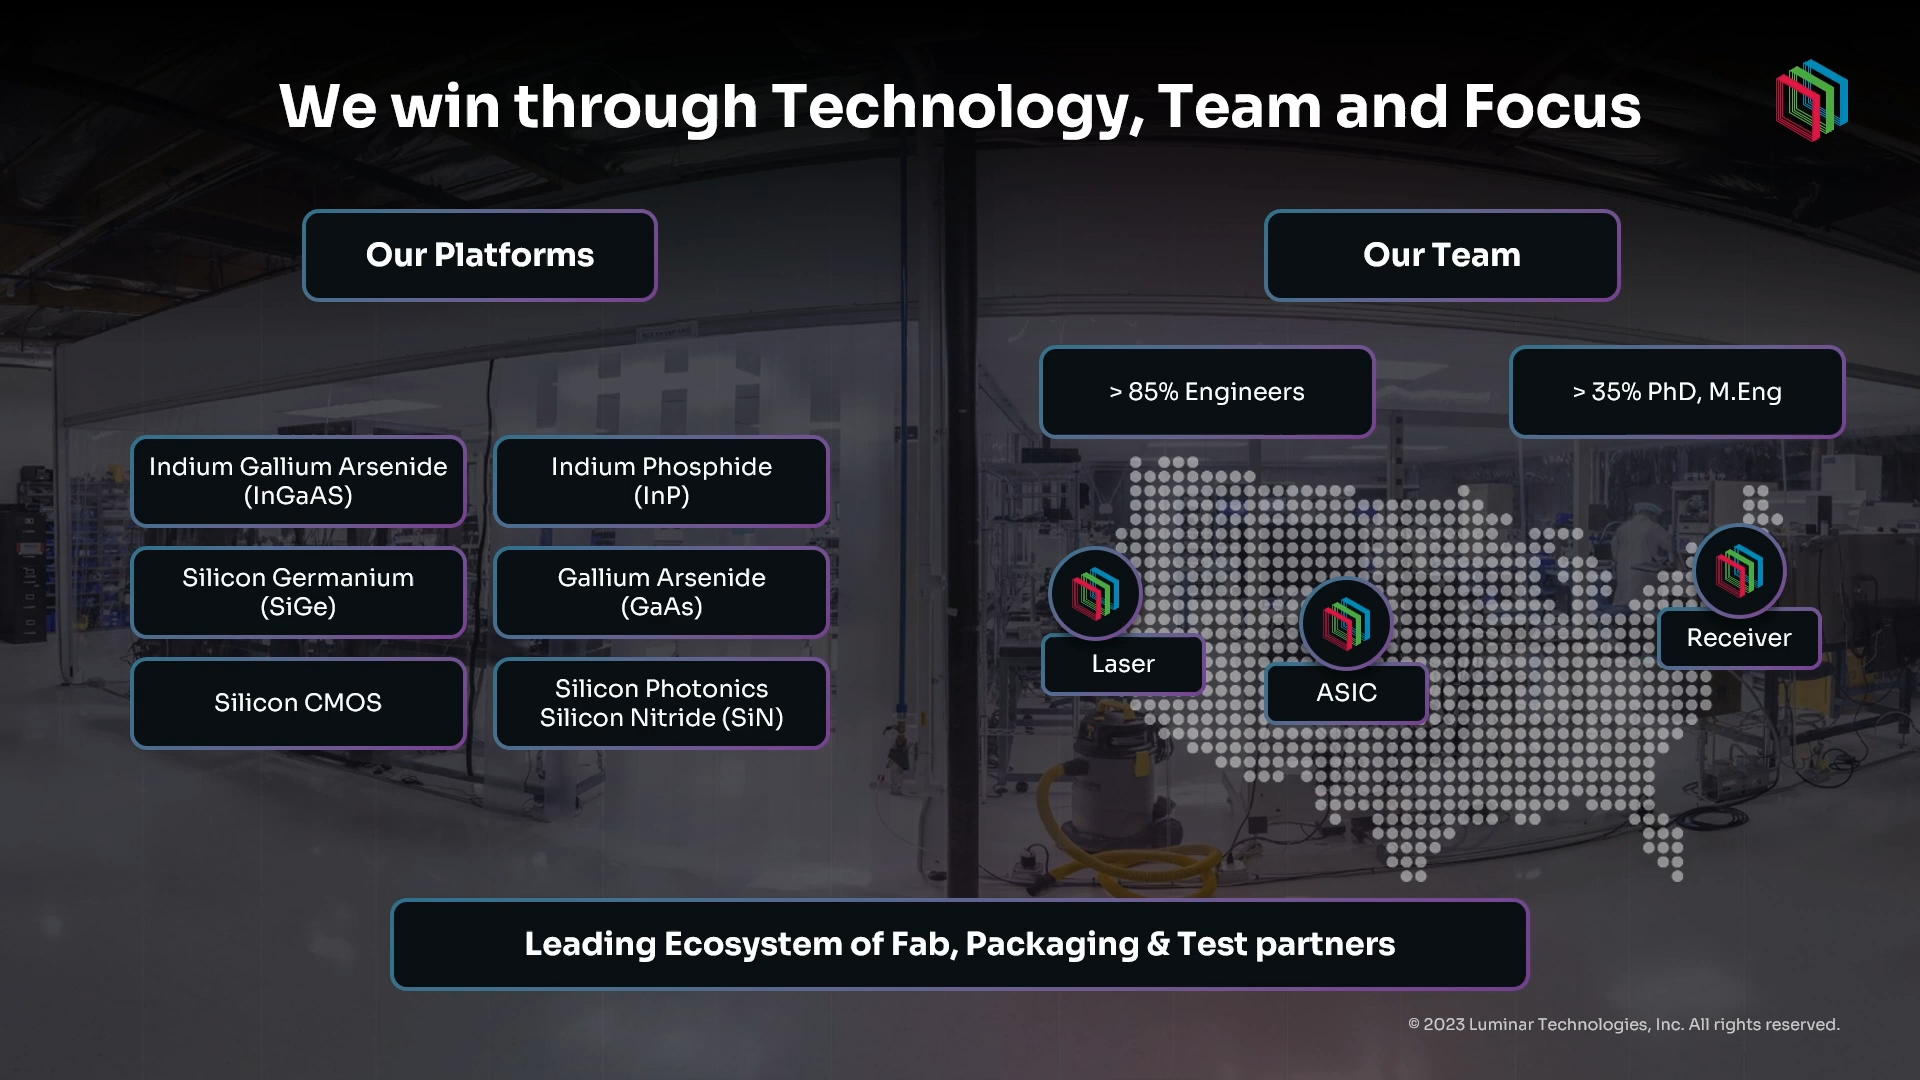 We win through Technology, Team and Focus
Our Platforms
Indium Gallium Arsenide
(InGaAS)
Indium Phosphide
(InP)
Silicon Germanium
(SiGe)
Gallium Arsenide
(GaAs)
Silicon CMOS
Silicon Photonics
Silicon Nitride (SiN)
Our Team
> 85% Engineers
> 35% PhD, M.Eng
Laser
ASIC
Receiver
Leading Ecosystem of Fab, Packaging & Test partners
© 2023 Luminar Technologies, Inc. All rights reserved.